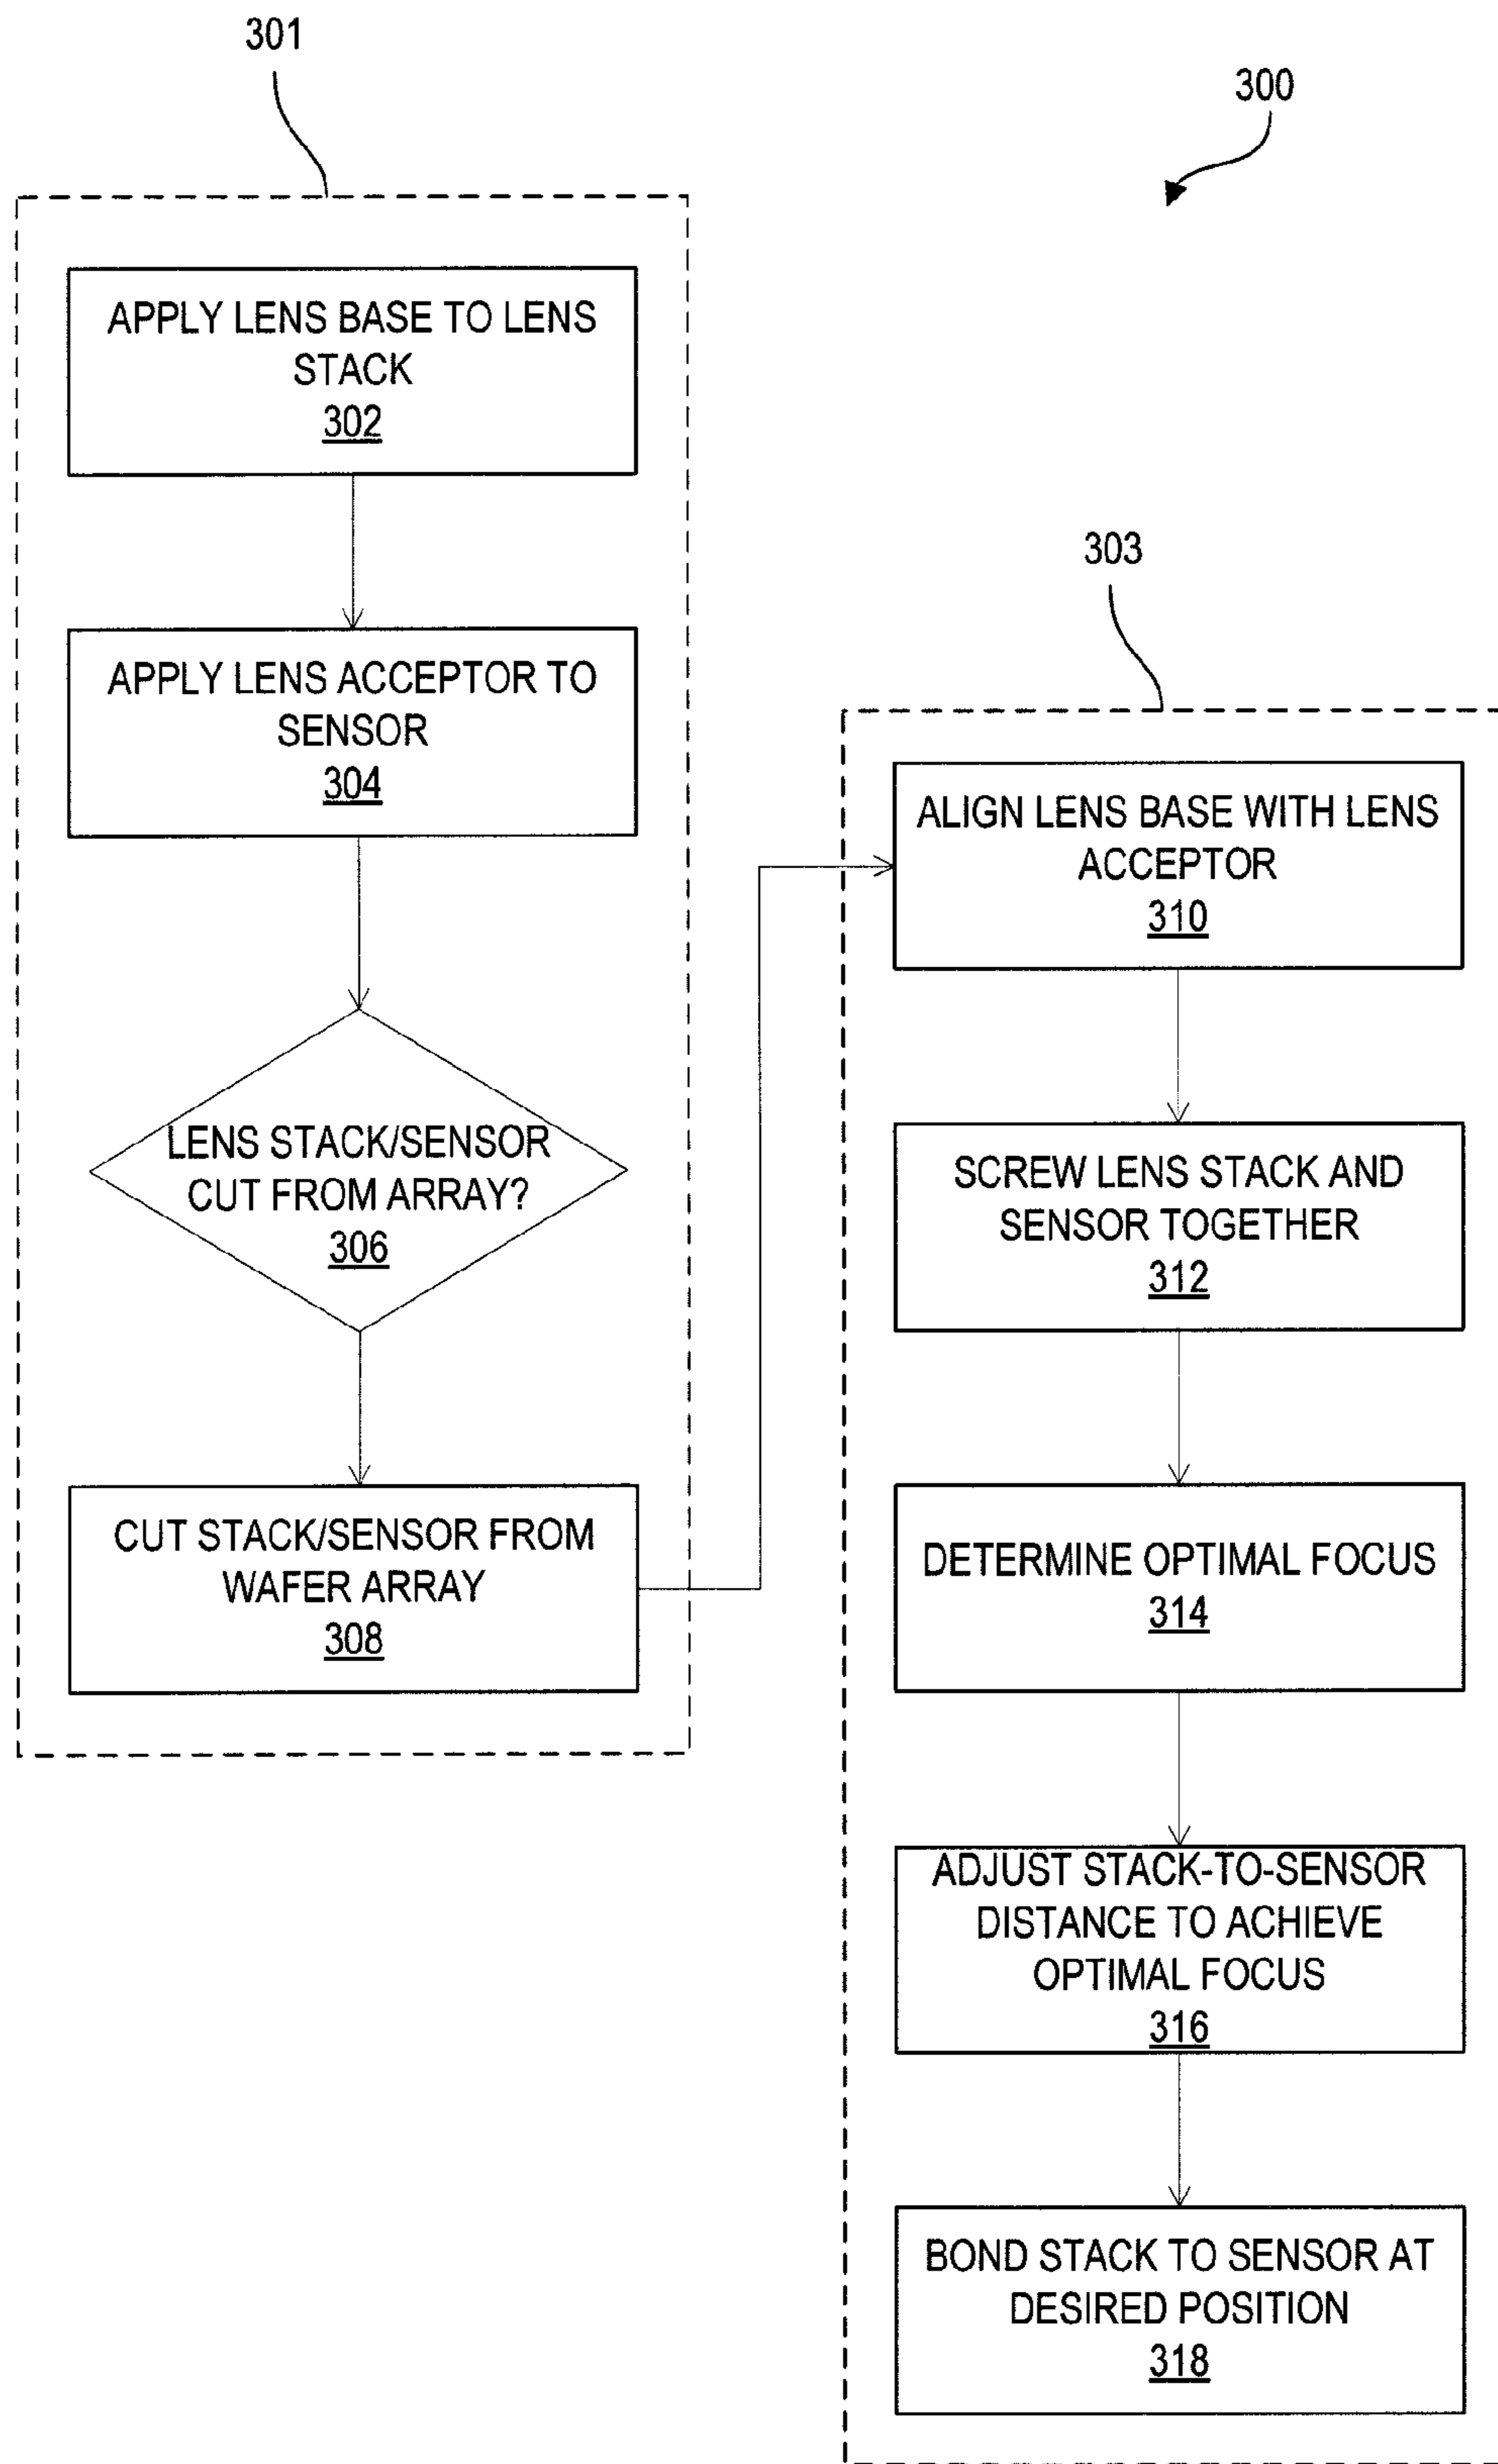 301
300
APPLY LENS BASE TO LENS
STACK
302
APPLY LENS ACCEPTOR TO
SENSOR
304
LENS STACK/SENSOR
CUT FROM ARRAY?
306
CUT STACK/SENSOR FROM
WAFER ARRAY
308
303
ALIGN LENS BASE WITH LENS
ACCEPTOR
310
SCREW LENS STACK AND
SENSOR TOGETHER
312
DETERMINE OPTIMAL FOCUS
314
ADJUST STACK-TO-SENSOR
DISTANCE TO ACHIEVE
OPTIMAL FOCUS
316
BOND STACK TO SENSOR AT
DESIRED POSITION
318